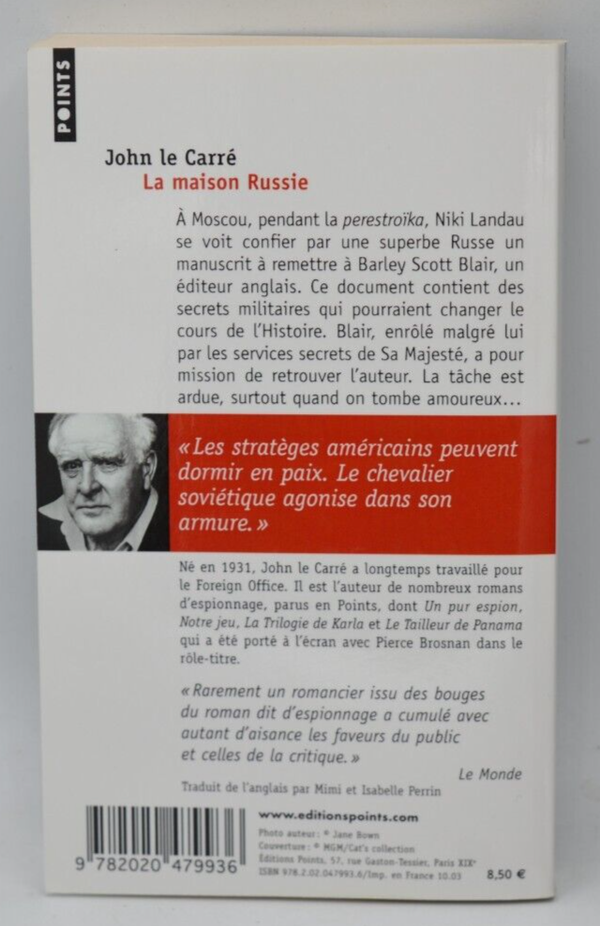 POINTS
John le Carré
La maison Russie
À Moscou, pendant la perestroïka, Niki Landau
se voit confier par une superbe Russe un
manuscrit à remettre à Barley Scott Blair, un
éditeur anglais. Ce document contient des
secrets militaires qui pourraient changer le
cours de l'Histoire. Blair, enrôlé malgré lui
par les services secrets de Sa Majesté, a pour
mission de retrouver l'auteur. La tâche est
ardue, surtout quand on tombe amoureux...
« Les stratèges américains peuvent
dormir en paix. Le chevalier
soviétique agonise dans son
armure. »
Né en 1931, John le Carré a longtemps travaillé pour
le Foreign Office. Il est l'auteur de nombreux romans
d'espionnage, parus en Points, dont Un pur espion,
Notre jeu, La Trilogie de Karla et Le Tailleur de Panama
qui a été porté à l'écran avec Pierce Brosnan dans le
rôle-titre.
« Rarement un romancier issu des bouges
du roman dit d'espionnage a cumulé avec
autant d'aisance les faveurs du public
et celles de la critique. »
Le Monde
Traduit de l'anglais par Mimi et Isabelle Perrin
www.editionspoints.com
Photo auteur : © Jane Bown
Couverture : © MGM/Cat's collection
Éditions Points, 57, rue Gaston-Tessier, Paris XIXe
ISBN 978.2.02.047993.6/Imp. en France 10.03
8,50 €
9 782020 479936